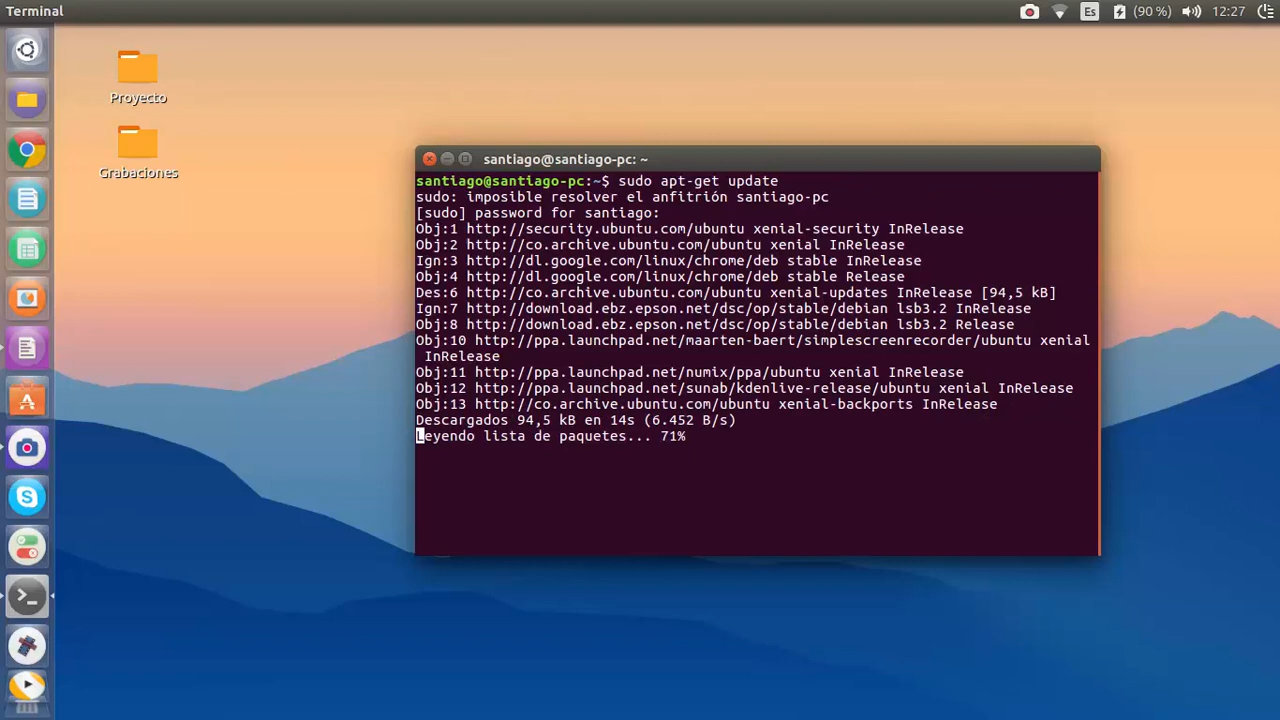 Terminal
Es
(90 %)
12:27
Proyecto
Grabaciones
santiago@santiago-pc: ~
santiago@santiago-pc:~$ sudo apt-get update
sudo: imposible resolver el anfitrión santiago-pc
[sudo] password for santiago:
Obj:1 http://security.ubuntu.com/ubuntu xenial-security InRelease
Obj:2 http://co.archive.ubuntu.com/ubuntu xenial InRelease
Ign:3 http://dl.google.com/linux/chrome/deb stable InRelease
Obj:4 http://dl.google.com/linux/chrome/deb stable Release
Des:6 http://co.archive.ubuntu.com/ubuntu xenial-updates InRelease [94,5 kB]
Ign:7 http://download.ebz.epson.net/dsc/op/stable/debian lsb3.2 InRelease
Obj:8 http://download.ebz.epson.net/dsc/op/stable/debian lsb3.2 Release
Obj:10 http://ppa.launchpad.net/maarten-baert/simplescreenrecorder/ubuntu xenial
InRelease
Obj:11 http://ppa.launchpad.net/numix/ppa/ubuntu xenial InRelease
Obj:12 http://ppa.launchpad.net/sunab/kdenlive-release/ubuntu xenial InRelease
Obj:13 http://co.archive.ubuntu.com/ubuntu xenial-backports InRelease
Descargados 94,5 kB en 14s (6.452 B/s)
Leyendo lista de paquetes... 71%